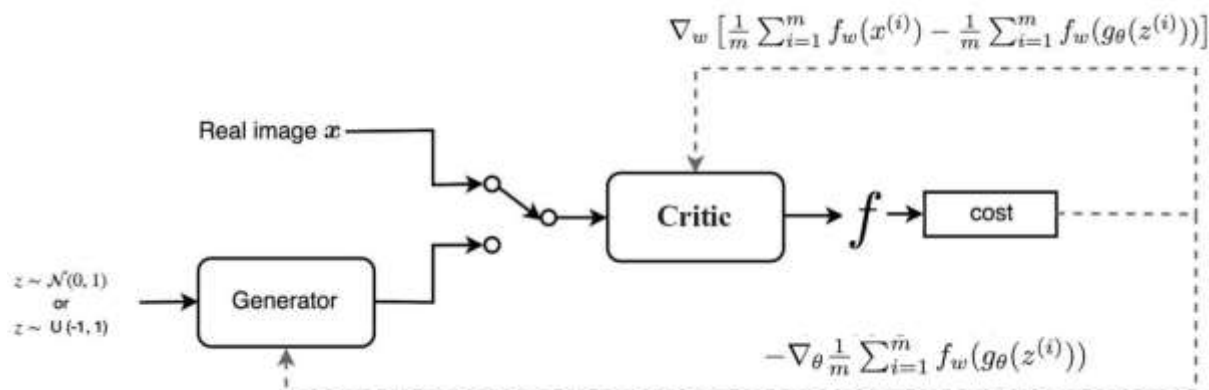 ∇_w [1/m ∑_{i=1}^m f_w(x^{(i)}) − 1/m ∑_{i=1}^m f_w(g_θ(z^{(i)}))]
Real image x
Critic
f
cost
z ∼ 𝒩(0, 1)
or
z ∼ U (-1, 1)
Generator
−∇_θ 1/m ∑_{i=1}^m f_w(g_θ(z^{(i)}))